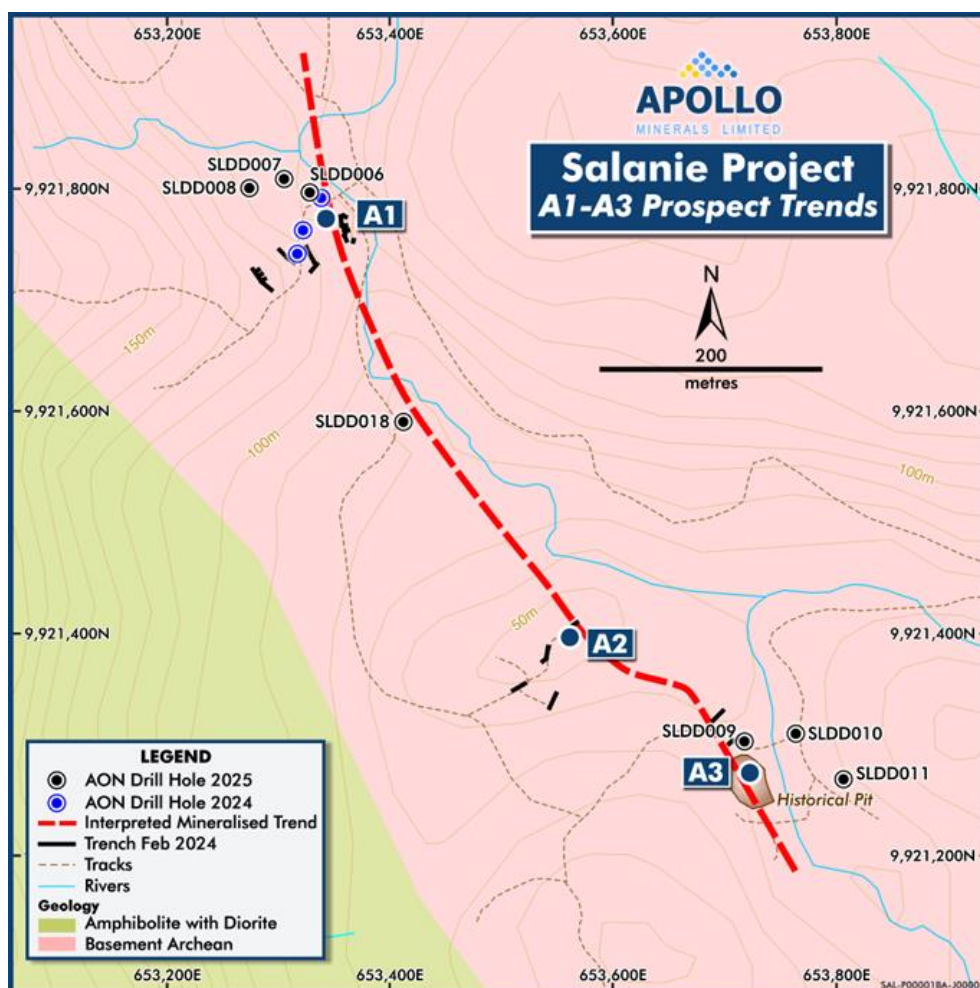 653,200E
653,400E
653,600E
653,800E
APOLLO
MINERALS LIMITED
Salanie Project
A1-A3 Prospect Trends
SLDD007
SLDD008
SLDD006
9,921,800N
9,921,800N
A1
N
200
metres
150m
9,921,600N
9,921,600N
SLDD018
100m
100m
9,921,400N
9,921,400N
50m
A2
SLDD009
SLDD010
A3
SLDD011
Historical Pit
9,921,200N
LEGEND
AON Drill Hole 2025
AON Drill Hole 2024
Interpreted Mineralised Trend
Trench Feb 2024
Tracks
Rivers
Geology
Amphibolite with Diorite
Basement Archean
653,200E
653,400E
653,600E
653,800E